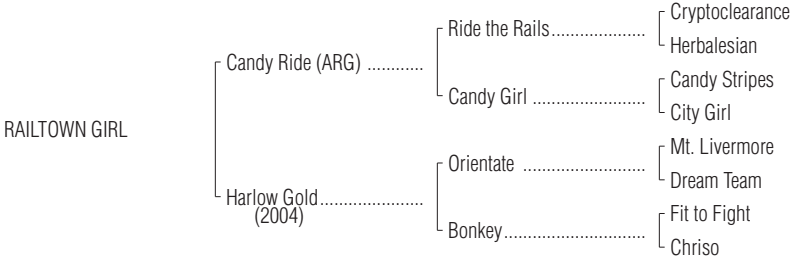 Cryptoclearance
Ride the Rails....................
Herbalesian
Candy Ride (ARG) ............
Candy Stripes
Candy Girl ........................
City Girl
RAILTOWN GIRL
Mt. Livermore
Orientate ..........................
Dream Team
Harlow Gold......................
(2004)
Fit to Fight
Bonkey..............................
Chriso